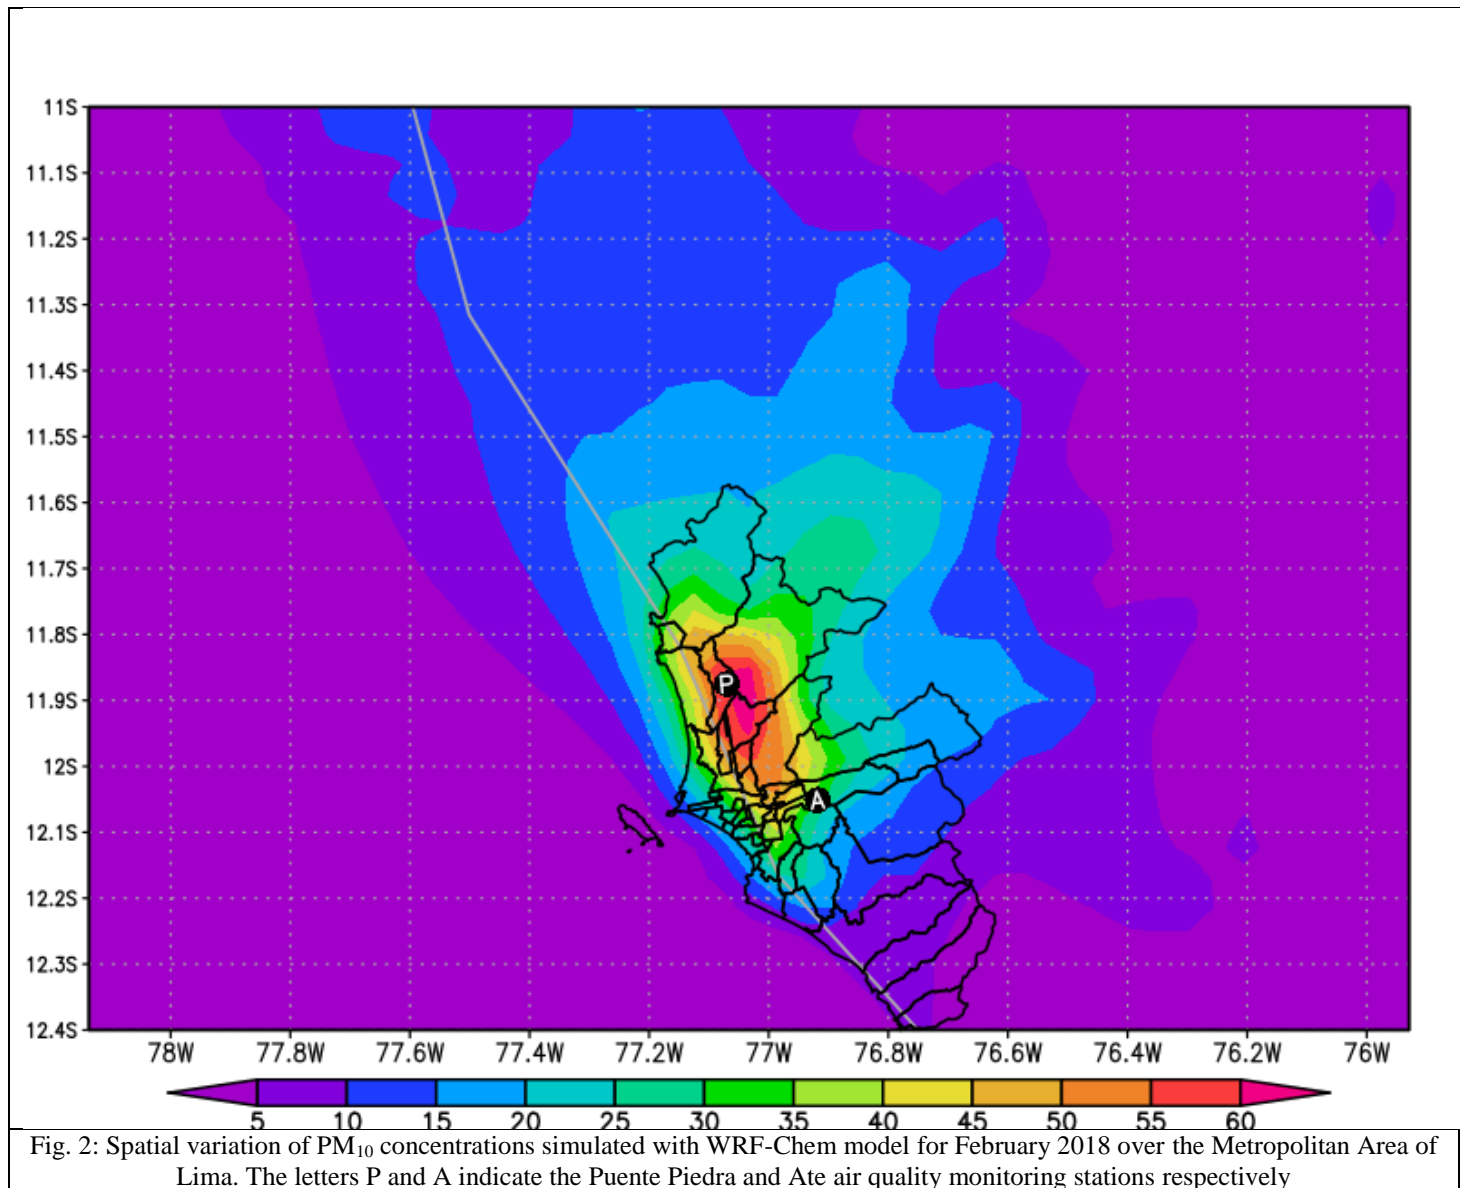 11S
11.1S
11.2S
11.3S
11.4S
11.5S
11.6S
11.7S
11.8S
P
11.9S
12S
A
12.1S
12.2S
12.3S
12.4S
78W 77.8W 77.6W 77.4W 77.2W 77W 76.8W 76.6W 76.4W 76.2W 76W
5 10 15 20 25 30 35 40 45 50 55 60
Fig. 2: Spatial variation of PM₁₀ concentrations simulated with WRF-Chem model for February 2018 over the Metropolitan Area of
Lima. The letters P and A indicate the Puente Piedra and Ate air quality monitoring stations respectively